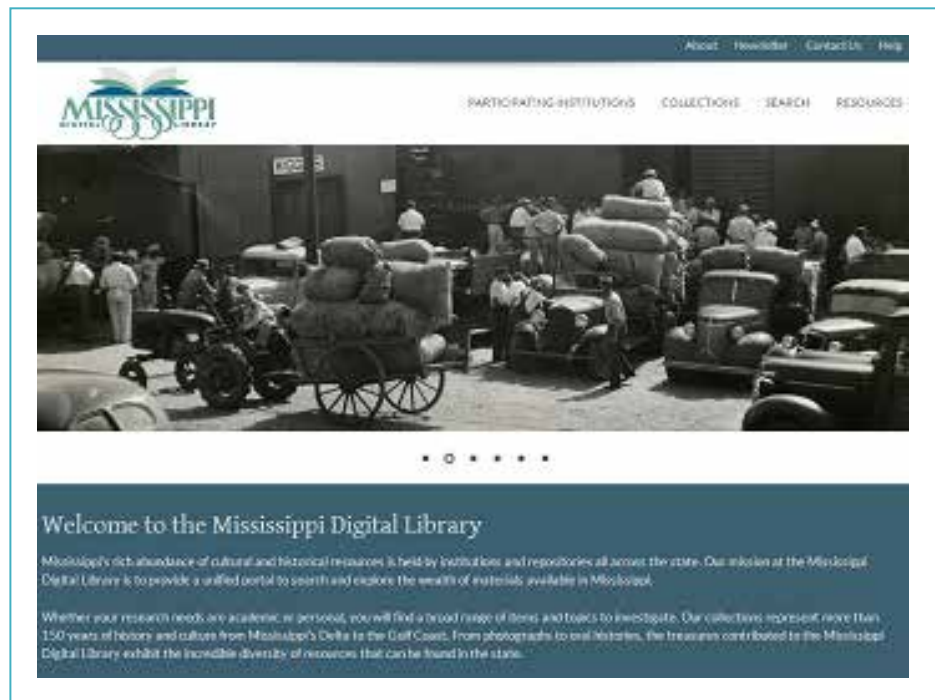 About Newsletter Contact Us Help
MISSISSIPPI
DIGITAL LIBRARY
PARTICIPATING INSTITUTIONS COLLECTIONS SEARCH RESOURCES
Welcome to the Mississippi Digital Library
Mississippi's rich abundance of cultural and historical resources is held by institutions and repositories all across the state. Our mission at the Mississippi
Digital Library is to provide a unified portal to search and explore the wealth of materials available in Mississippi.
Whether your research needs are academic or personal, you will find a broad range of items and topics to investigate. Our collections represent more than
150 years of history and culture from Mississippi's Delta to the Gulf Coast. From photographs to oral histories, the treasures contributed to the Mississippi
Digital Library exhibit the incredible diversity of resources that can be found in the state.